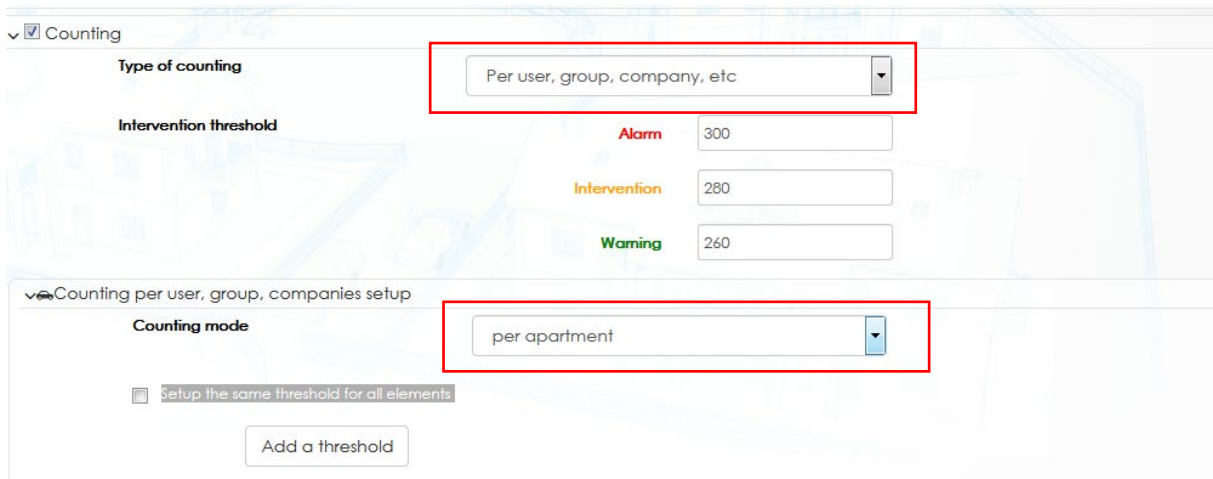 Counting
Type of counting
Per user, group, company, etc
Intervention threshold
Alarm 300
Intervention 280
Warning 260
Counting per user, group, companies setup
Counting mode
per apartment
Setup the same threshold for all elements
Add a threshold